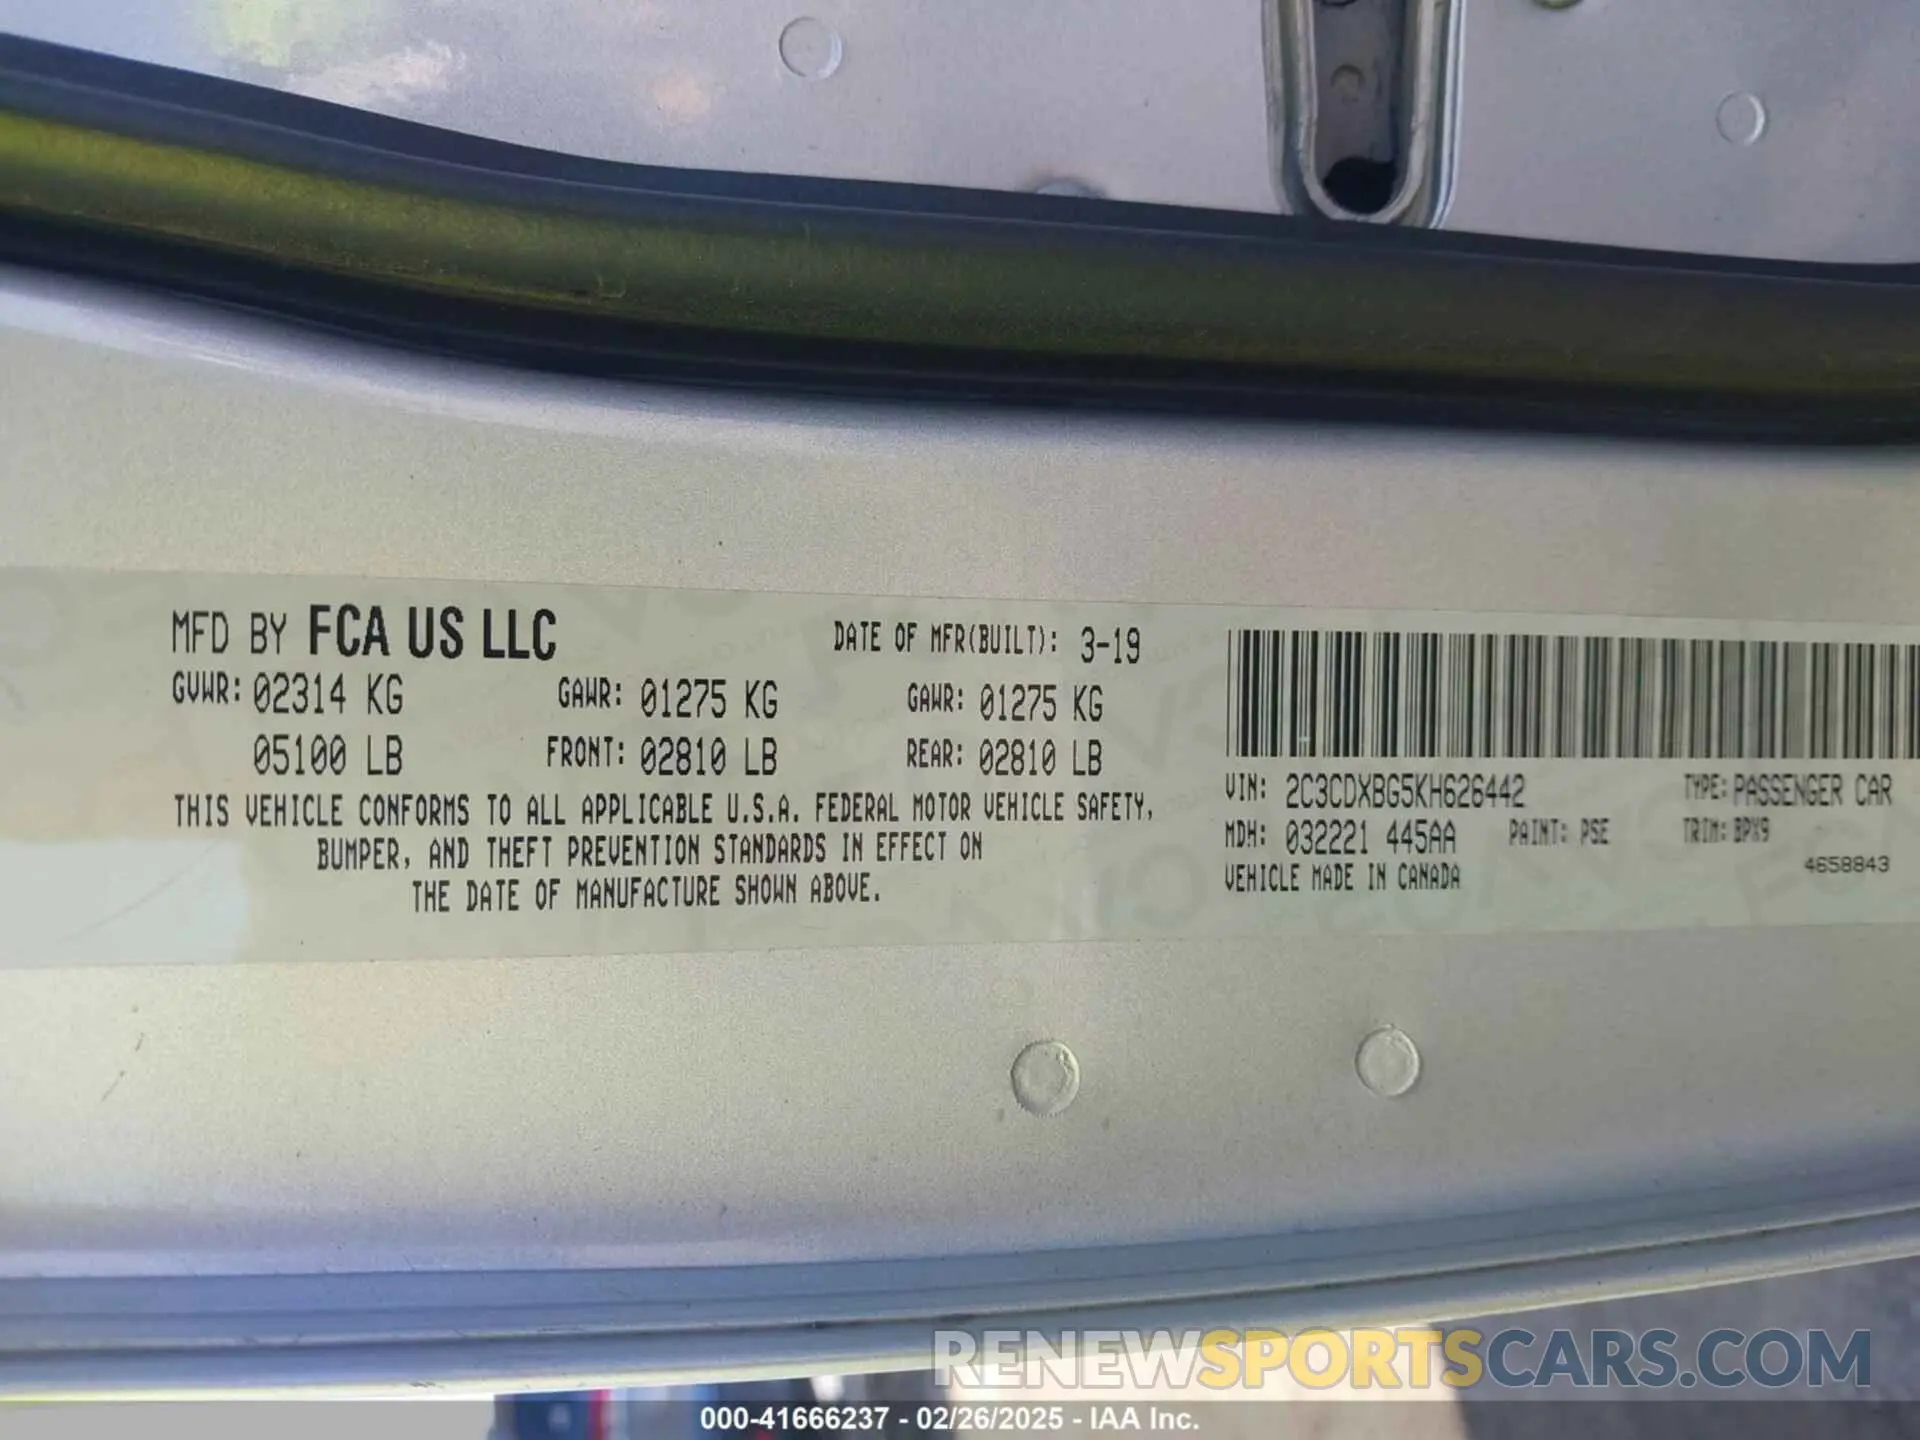 MFD BY FCA US LLC
DATE OF MFR(BUILT): 3-19
GVWR: 02314 KG
GAWR: 01275 KG
GAWR: 01275 KG
05100 LB
FRONT: 02810 LB
REAR: 02810 LB
THIS VEHICLE CONFORMS TO ALL APPLICABLE U.S.A. FEDERAL MOTOR VEHICLE SAFETY,
BUMPER, AND THEFT PREVENTION STANDARDS IN EFFECT ON
THE DATE OF MANUFACTURE SHOWN ABOVE.
VIN: 2C3CDXBG5KH626442
TYPE: PASSENGER CAR
MDH: 032221 445AA
PAINT: PSE
TRIM: BPX9
VEHICLE MADE IN CANADA
4658843
RENEWSPORTSCARS.COM
000-41666237 - 02/26/2025 - IAA Inc.